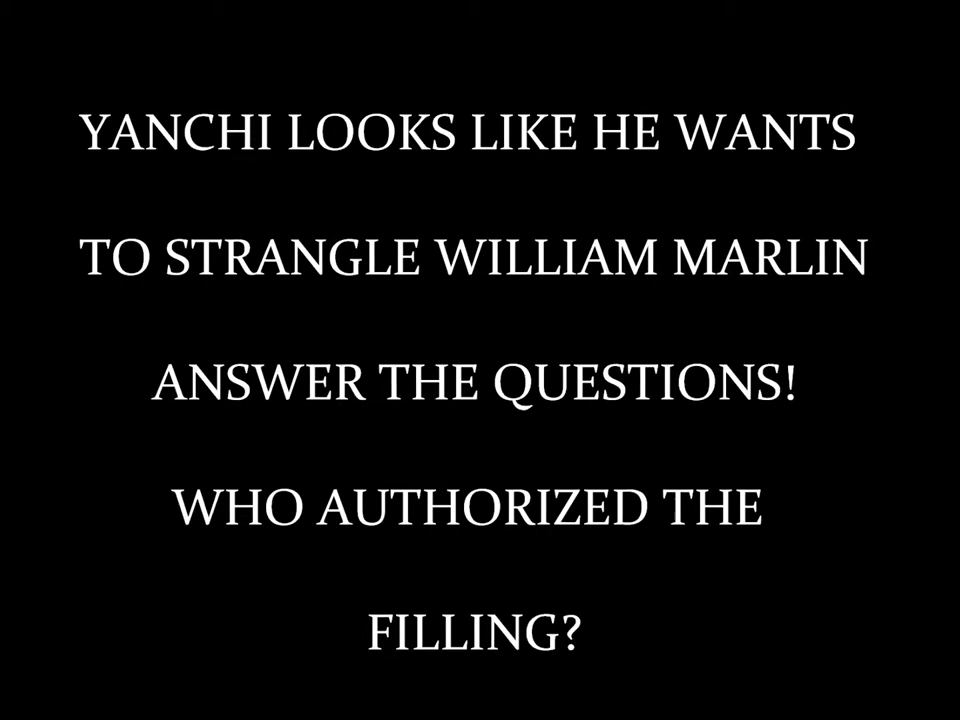 YANCHI LOOKS LIKE HE WANTS
TO STRANGLE WILLIAM MARLIN
ANSWER THE QUESTIONS!
WHO AUTHORIZED THE
FILLING?